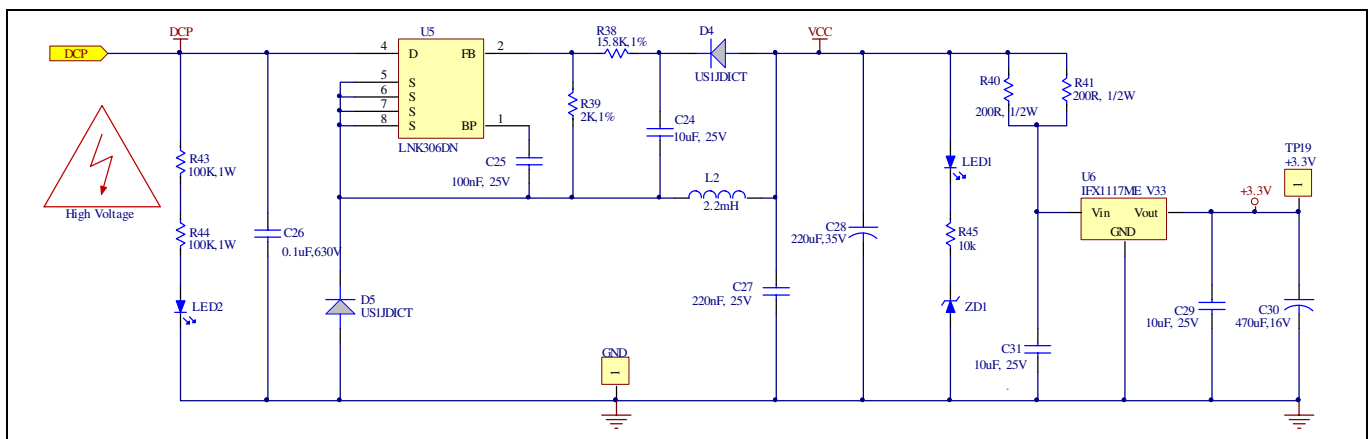 DCP
DCP
High Voltage
R43
100K,1W
R44
100K,1W
LED2
C26
0.1uF,630V
U5
4
D
FB
2
5
S
6
S
7
S
8
S
BP
1
LNK306DN
D5
US1JDICT
C25
100nF, 25V
R38
15.8K,1%
R39
2K,1%
C24
10uF, 25V
D4
US1JDICT
L2
2.2mH
VCC
C27
220nF, 25V
C28
220uF,35V
GND
1
LED1
R45
10k
ZD1
R40
200R, 1/2W
R41
200R, 1/2W
C31
10uF, 25V
U6
IFX1117ME V33
Vin
Vout
GND
+3.3V
TP19
+3.3V
1
C29
10uF, 25V
C30
470uF,16V